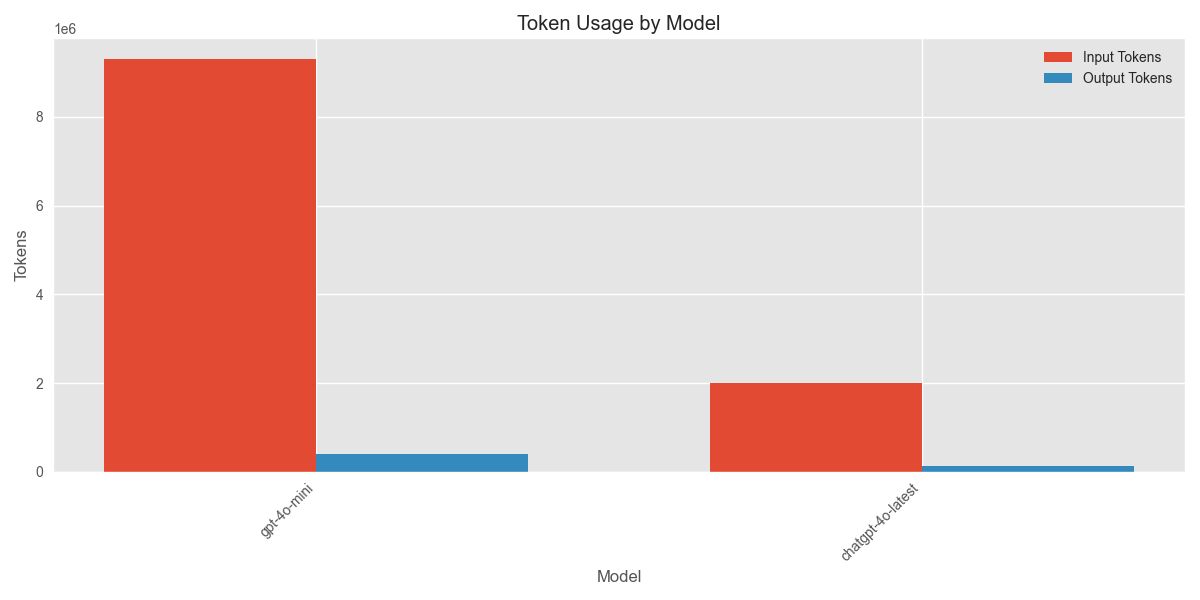 Token Usage by Model
1e6
Input Tokens
Output Tokens
8
6
4
2
0
Tokens
gpt-4o-mini
chatgpt-4o-latest
Model